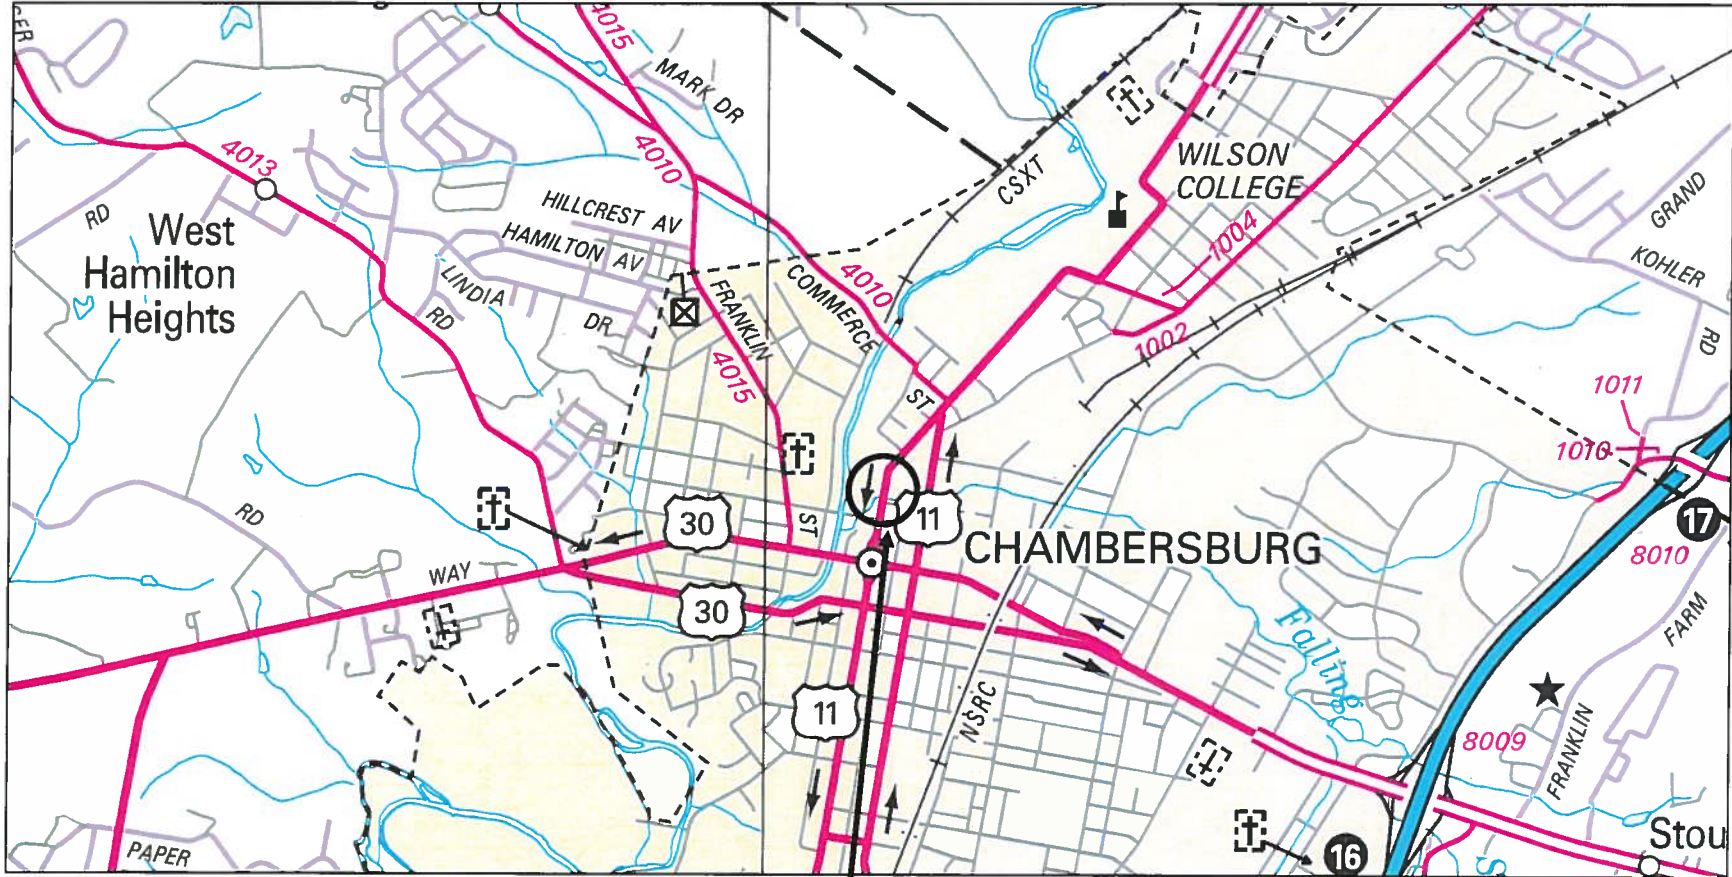 4015
MARK DR
4010
4013
RD
West
Hamilton
Heights
HILLCREST AV
HAMILTON AV
LINDIA
DR
RD
CSXT
WILSON
COLLEGE
1004
1002
GRAND
KOHLER
RD
1011
1010
FRANKLIN
4015
ST
COMMERCE
4010
ST
RD
WAY
30
30
11
11
CHAMBERSBURG
NSRC
Falling
17
8010
FARM
8009
FRANKLIN
16
Stou
S
PAPER